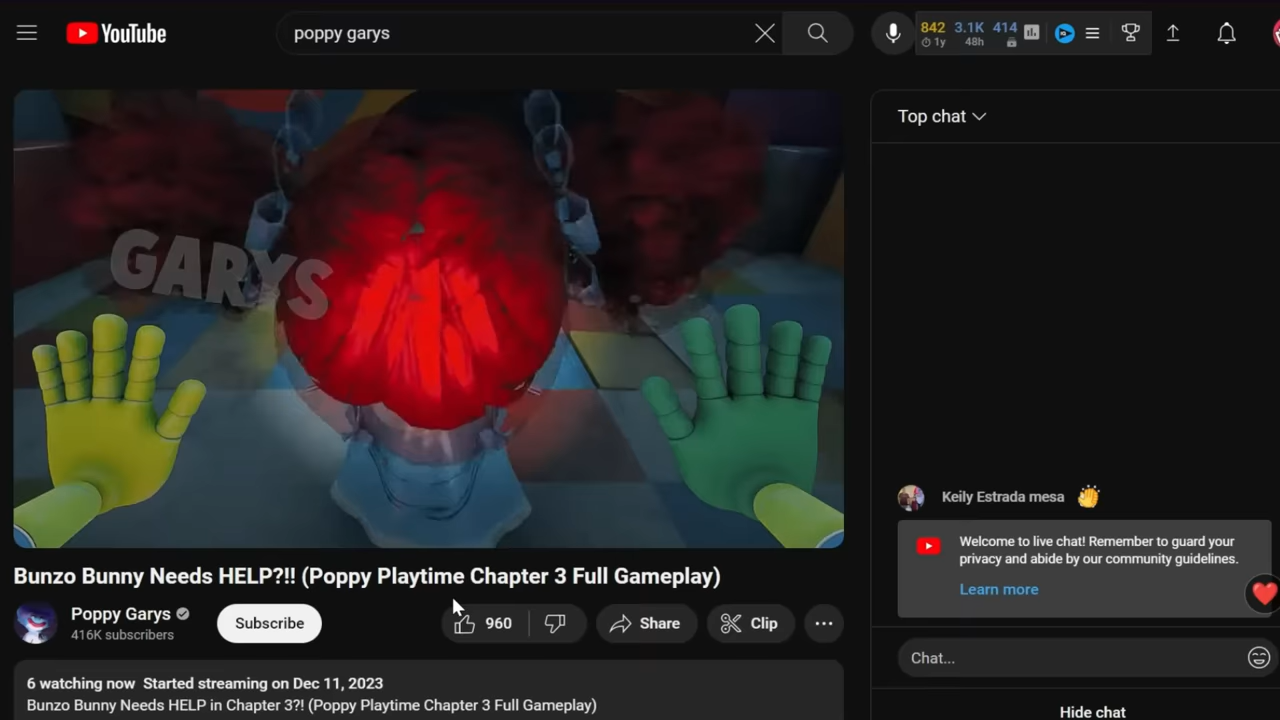 YouTube
poppy garys
842 3.1K 414
1y 48h
GARYS
Top chat
Keily Estrada mesa
Welcome to live chat! Remember to guard your
privacy and abide by our community guidelines.
Learn more
Bunzo Bunny Needs HELP?!! (Poppy Playtime Chapter 3 Full Gameplay)
Poppy Garys
416K subscribers
Subscribe
960
Share
Clip
Chat...
6 watching now Started streaming on Dec 11, 2023
Bunzo Bunny Needs HELP in Chapter 3?! (Poppy Playtime Chapter 3 Full Gameplay)
Hide chat